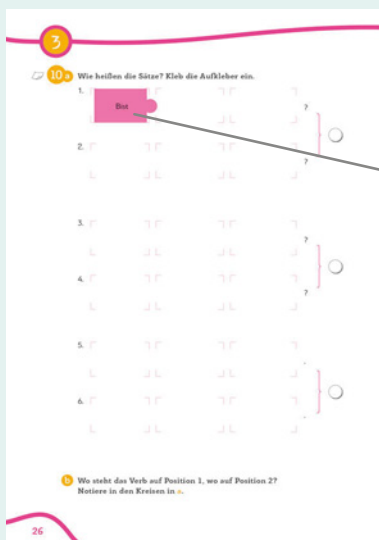 3
10 a Wie heißen die Sätze? Kleb die Aufkleber ein.
1. Bist ?
2. ?
3. ?
4. ?
5. .
6. .
b Wo steht das Verb auf Position 1, wo auf Position 2?
Notiere in den Kreisen in a.
26